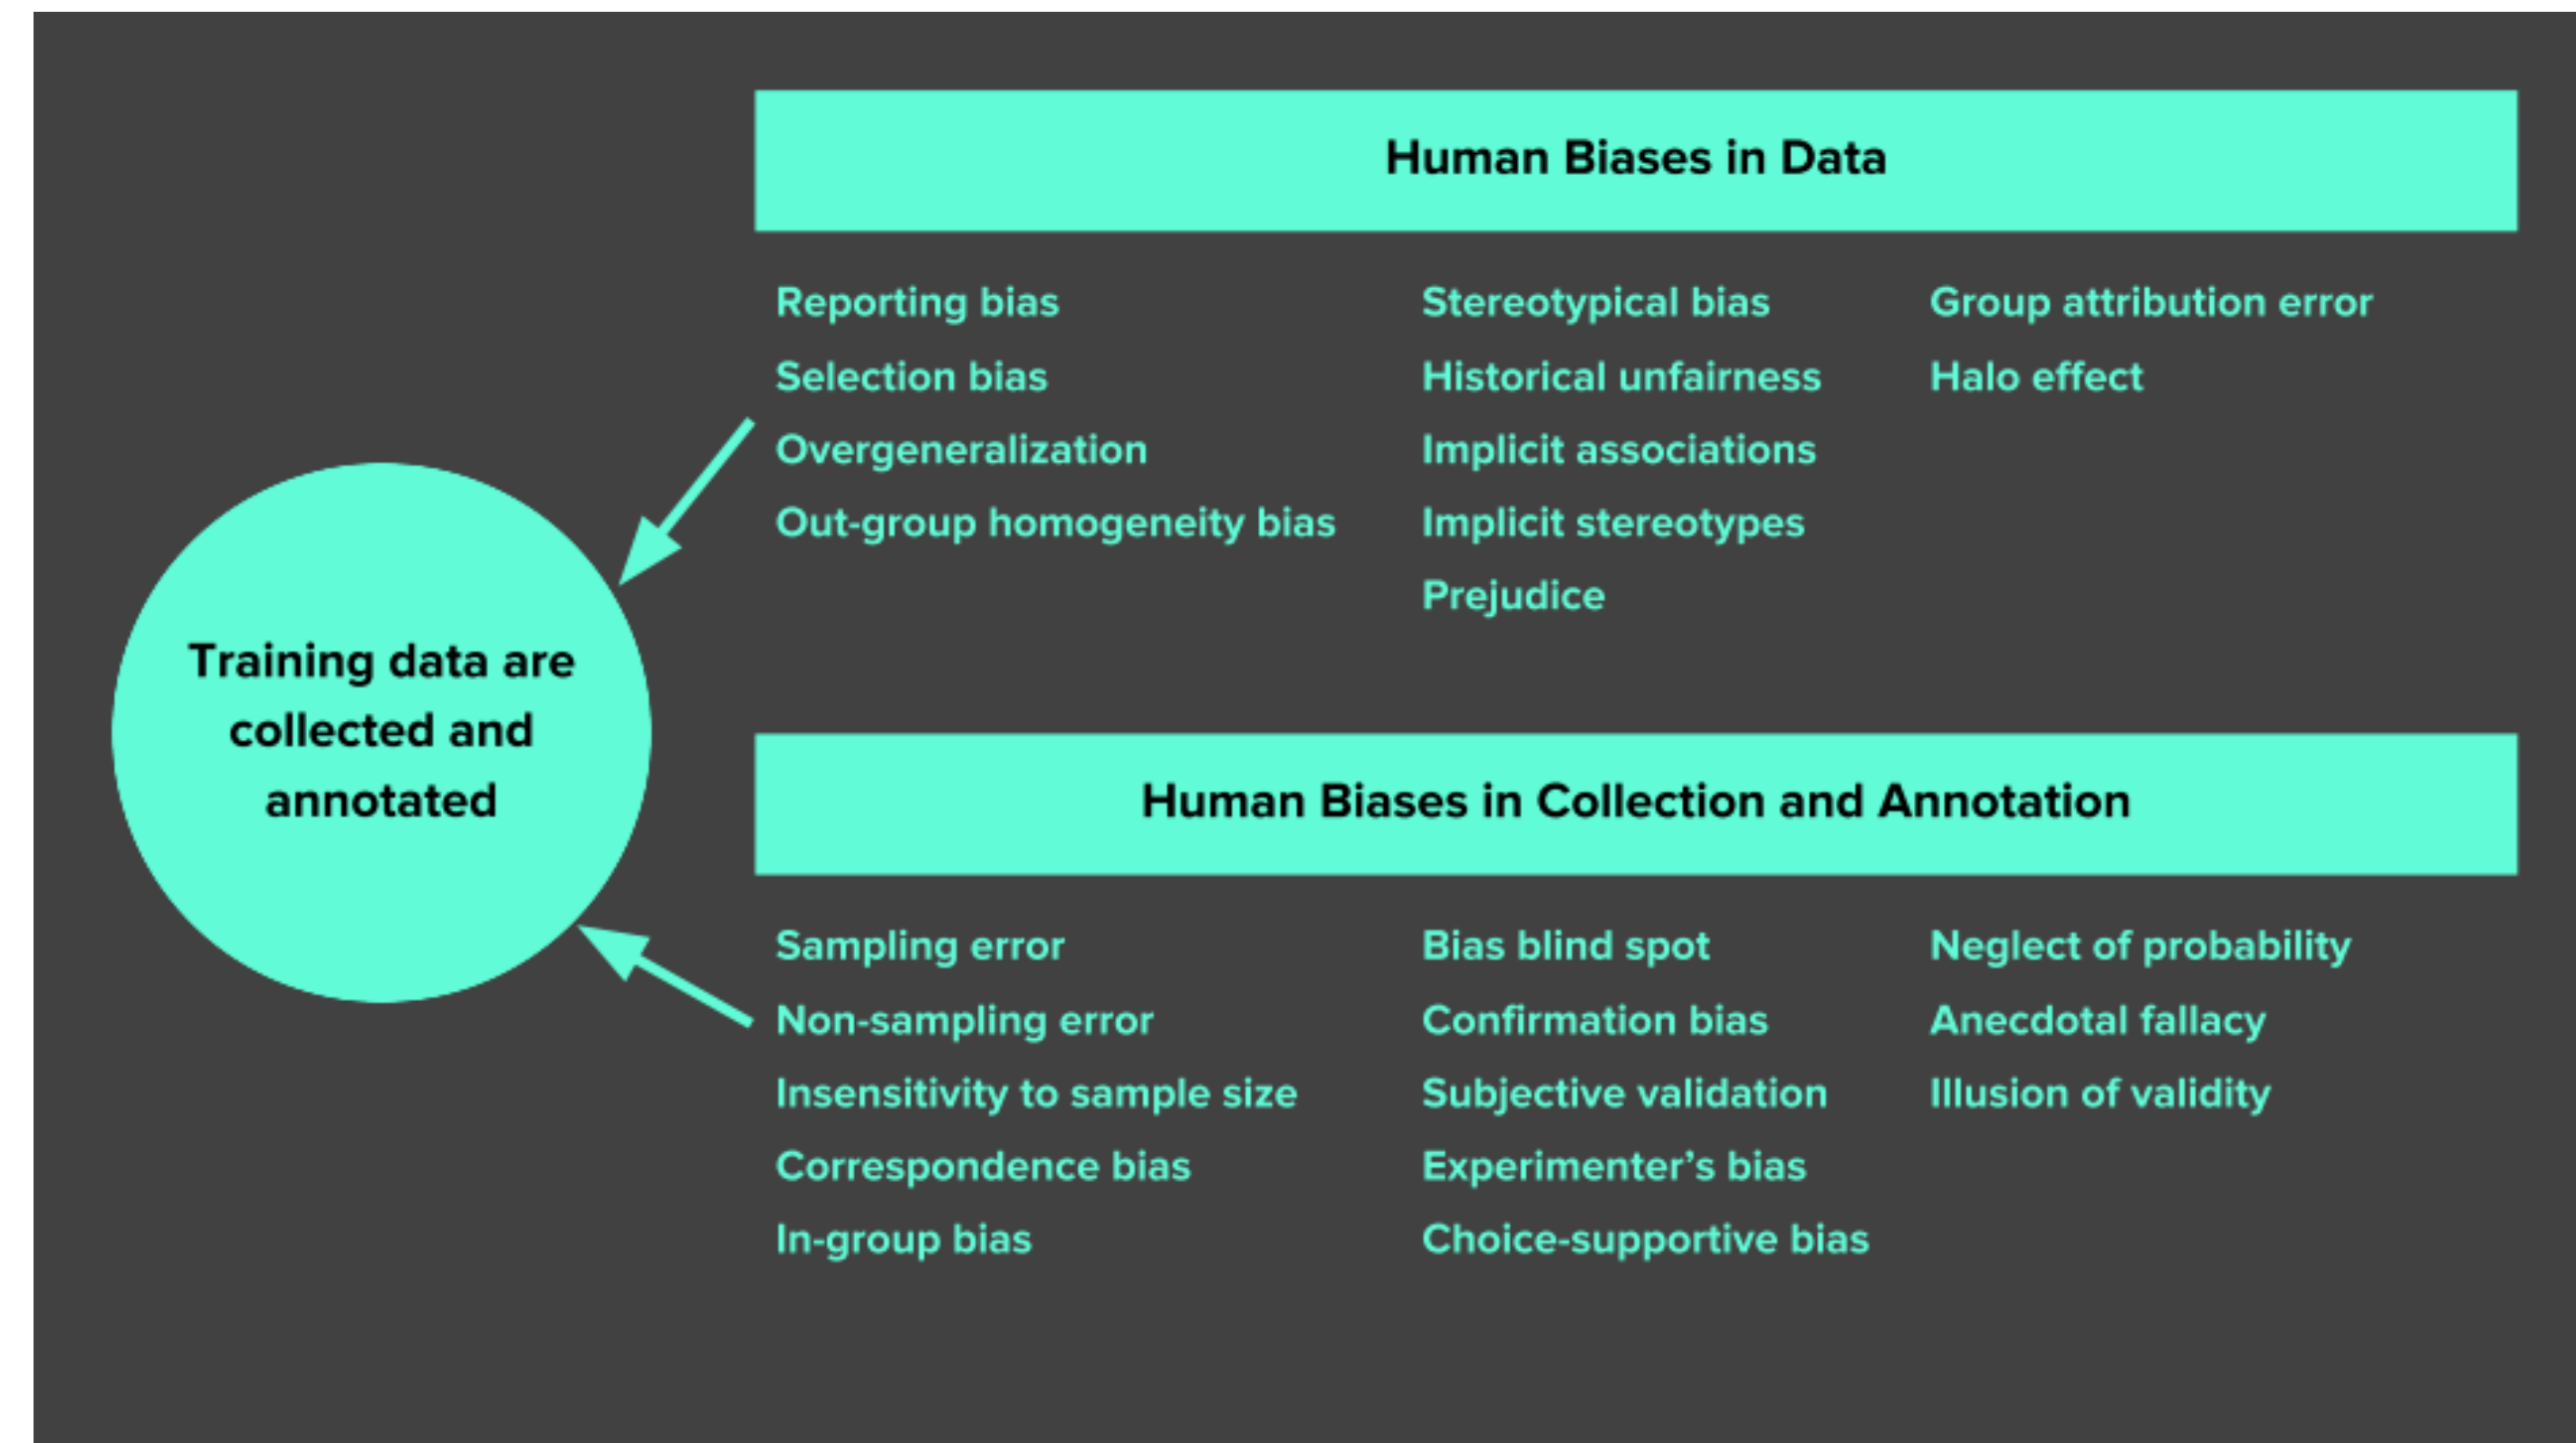 Human Biases in Data
Reporting bias
Selection bias
Overgeneralization
Out-group homogeneity bias
Stereotypical bias
Historical unfairness
Implicit associations
Implicit stereotypes
Prejudice
Group attribution error
Halo effect
Training data are
collected and
annotated
Human Biases in Collection and Annotation
Sampling error
Non-sampling error
Insensitivity to sample size
Correspondence bias
In-group bias
Bias blind spot
Confirmation bias
Subjective validation
Experimenter’s bias
Choice-supportive bias
Neglect of probability
Anecdotal fallacy
Illusion of validity